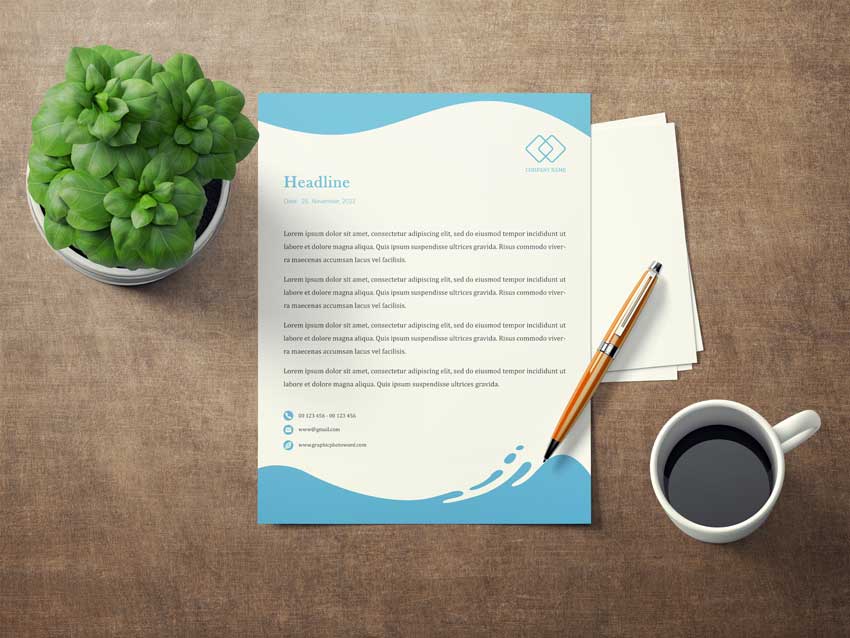 COMPANY NAME
Headline
Date: 25, November, 2022
Lorem ipsum dolor sit amet, consectetur adipiscing elit, sed do eiusmod tempor incididunt ut
labore et dolore magna aliqua. Quis ipsum suspendisse ultrices gravida. Risus commodo viver-
ra maecenas accumsan lacus vel facilisis.
Lorem ipsum dolor sit amet, consectetur adipiscing elit, sed do eiusmod tempor incididunt ut
labore et dolore magna aliqua. Quis ipsum suspendisse ultrices gravida. Risus commodo viver-
ra maecenas accumsan lacus vel facilisis.
Lorem ipsum dolor sit amet, consectetur adipiscing elit, sed do eiusmod tempor incididunt ut
labore et dolore magna aliqua. Quis ipsum suspendisse ultrices gravida. Risus commodo viver-
ra maecenas accumsan lacus vel facilisis.
Lorem ipsum dolor sit amet, consectetur adipiscing elit, sed do eiusmod tempor incididunt ut
labore et dolore magna aliqua. Quis ipsum suspendisse ultrices gravida.
00 123 456 - 00 123 456
www@gmail.com
www.graphicphotoword.com